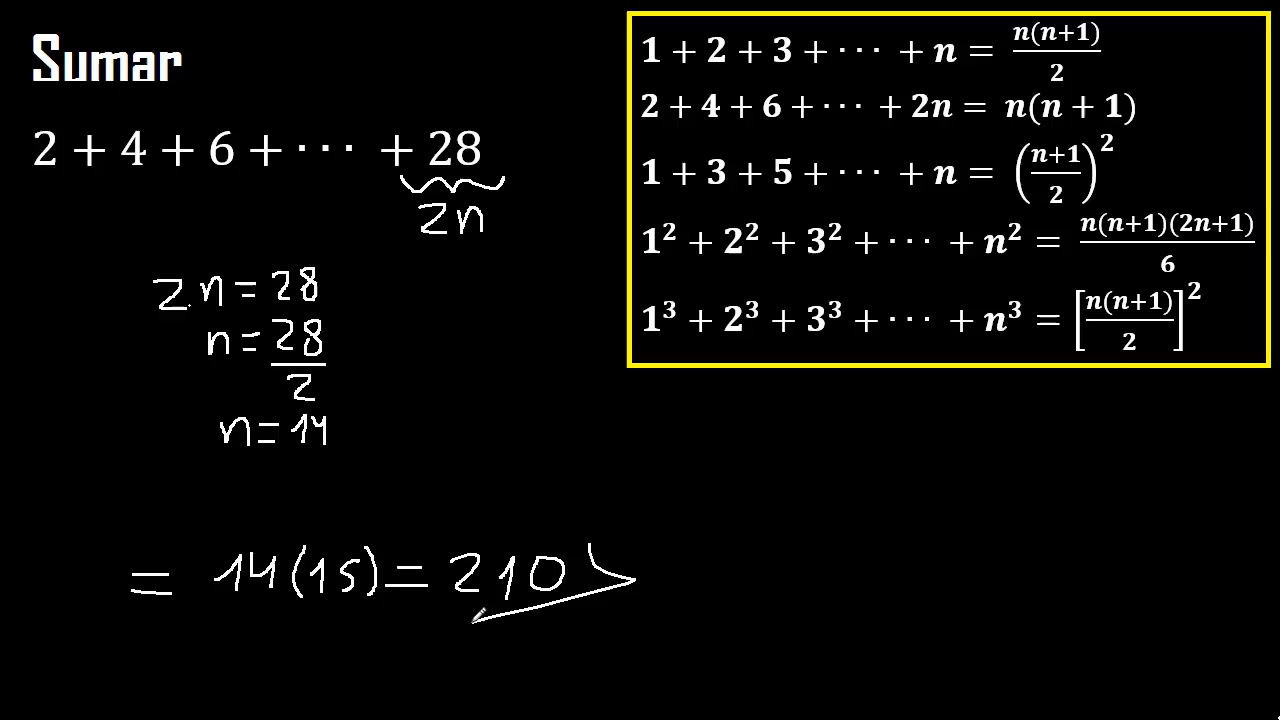 Sumar
2 + 4 + 6 + ··· + 28
2n
2n = 28
n = 28/2
n = 14
= 14(15) = 210
1 + 2 + 3 + ··· + n = n(n+1)/2
2 + 4 + 6 + ··· + 2n = n(n + 1)
1 + 3 + 5 + ··· + n = ((n+1)/2)²
1² + 2² + 3² + ··· + n² = n(n+1)(2n+1)/6
1³ + 2³ + 3³ + ··· + n³ = [n(n+1)/2]²